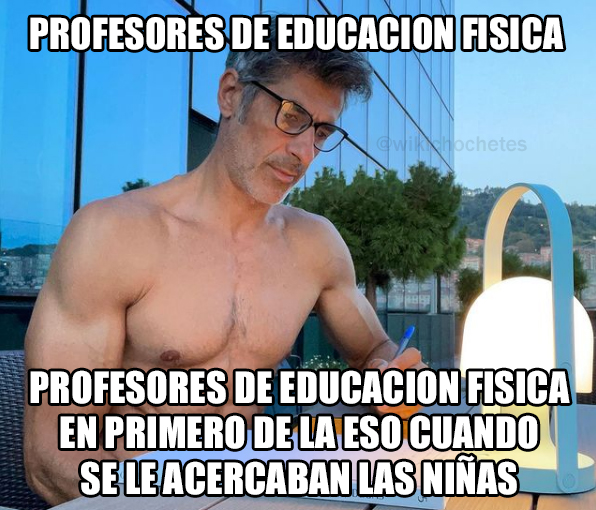 PROFESORES DE EDUCACION FISICA
@wikichochetes
PROFESORES DE EDUCACION FISICA
EN PRIMERO DE LA ESO CUANDO
SE LE ACERCABAN LAS NIÑAS